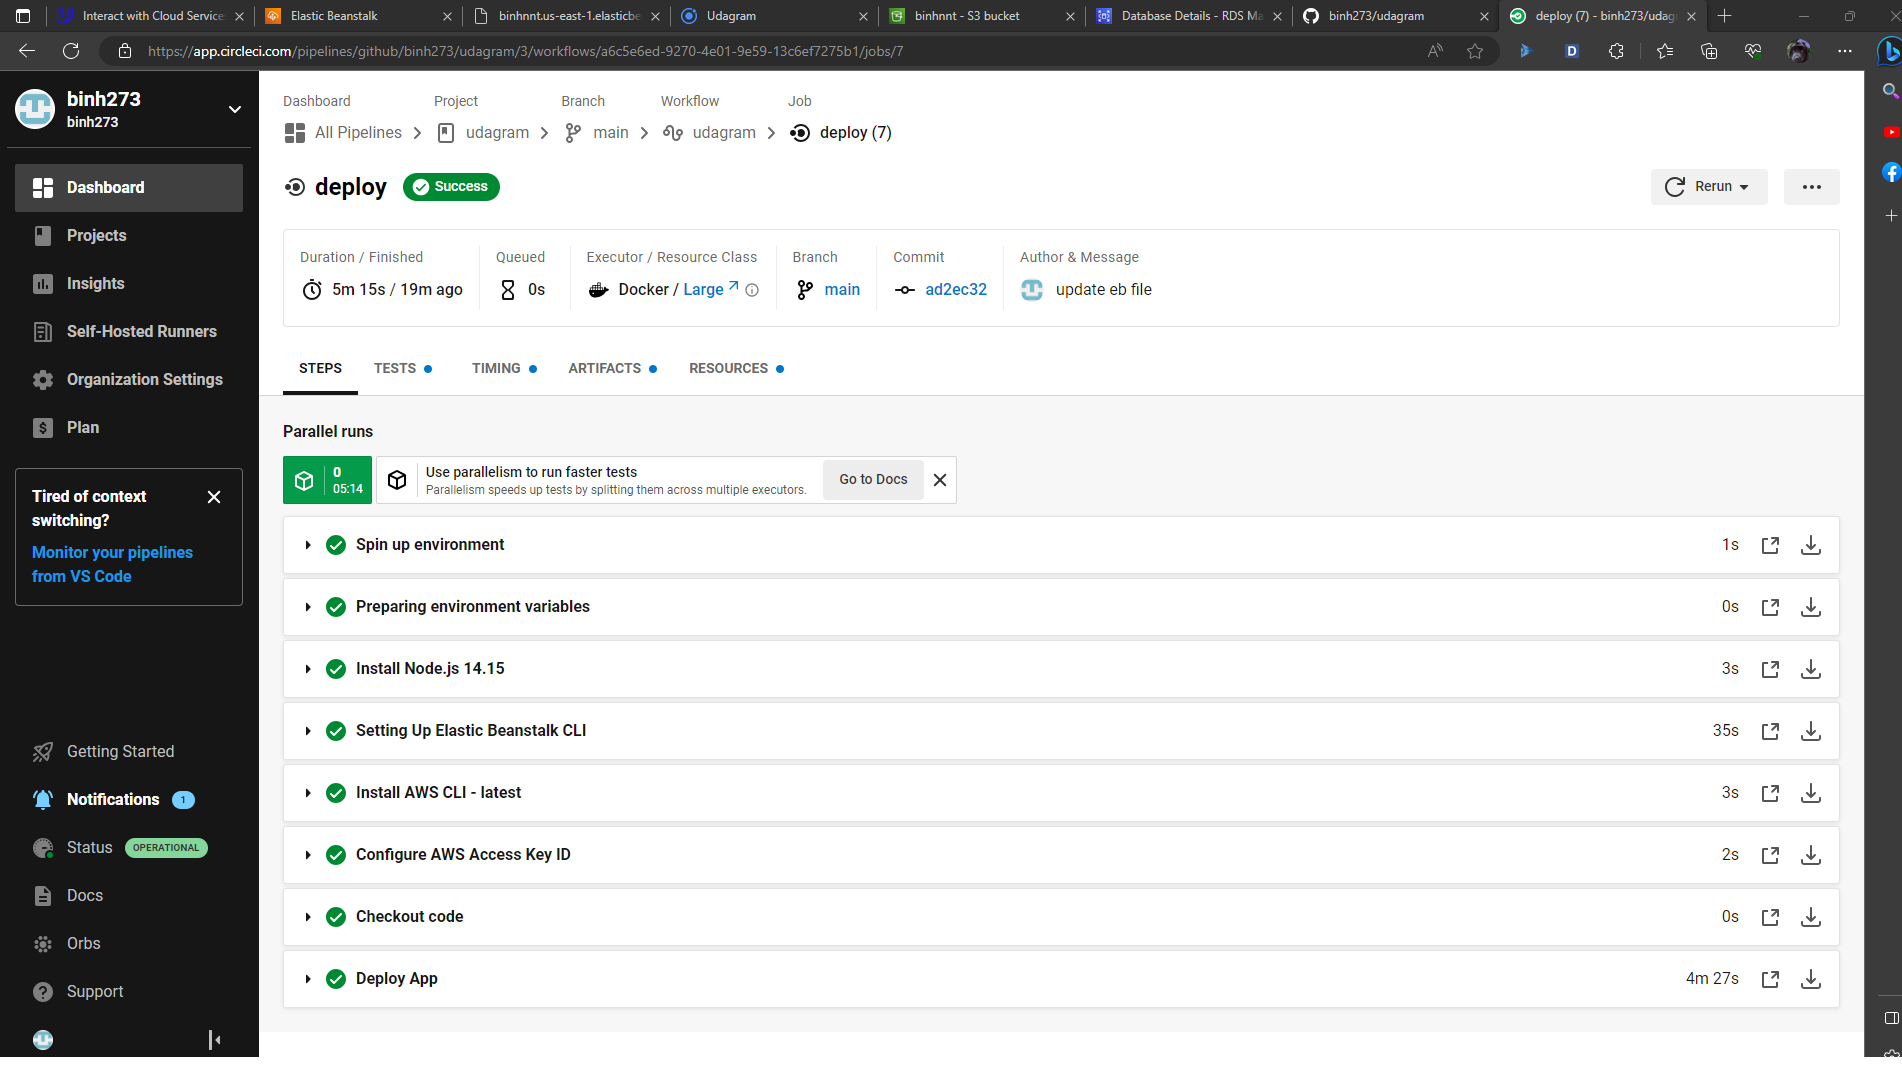 Interact with Cloud Service
Elastic Beanstalk
binhnnt.us-east-1.elasticbe
Udagram
binhnnt - S3 bucket
Database Details - RDS Ma
binh273/udagram
deploy (7) - binh273/udag
https://app.circleci.com/pipelines/github/binh273/udagram/3/workflows/a6c5e6ed-9270-4e01-9e59-13c6ef7275b1/jobs/7
binh273
binh273
Dashboard
Projects
Insights
Self-Hosted Runners
Organization Settings
Plan
Tired of context
switching?
Monitor your pipelines
from VS Code
Getting Started
Notifications 1
Status OPERATIONAL
Docs
Orbs
Support
Dashboard Project Branch Workflow Job
All Pipelines udagram main udagram deploy (7)
deploy Success Rerun
Duration / Finished Queued Executor / Resource Class Branch Commit Author & Message
5m 15s / 19m ago 0s Docker / Large main ad2ec32 update eb file
STEPS TESTS TIMING ARTIFACTS RESOURCES
Parallel runs
0
05:14
Use parallelism to run faster tests
Parallelism speeds up tests by splitting them across multiple executors.
Go to Docs
Spin up environment 1s
Preparing environment variables 0s
Install Node.js 14.15 3s
Setting Up Elastic Beanstalk CLI 35s
Install AWS CLI - latest 3s
Configure AWS Access Key ID 2s
Checkout code 0s
Deploy App 4m 27s